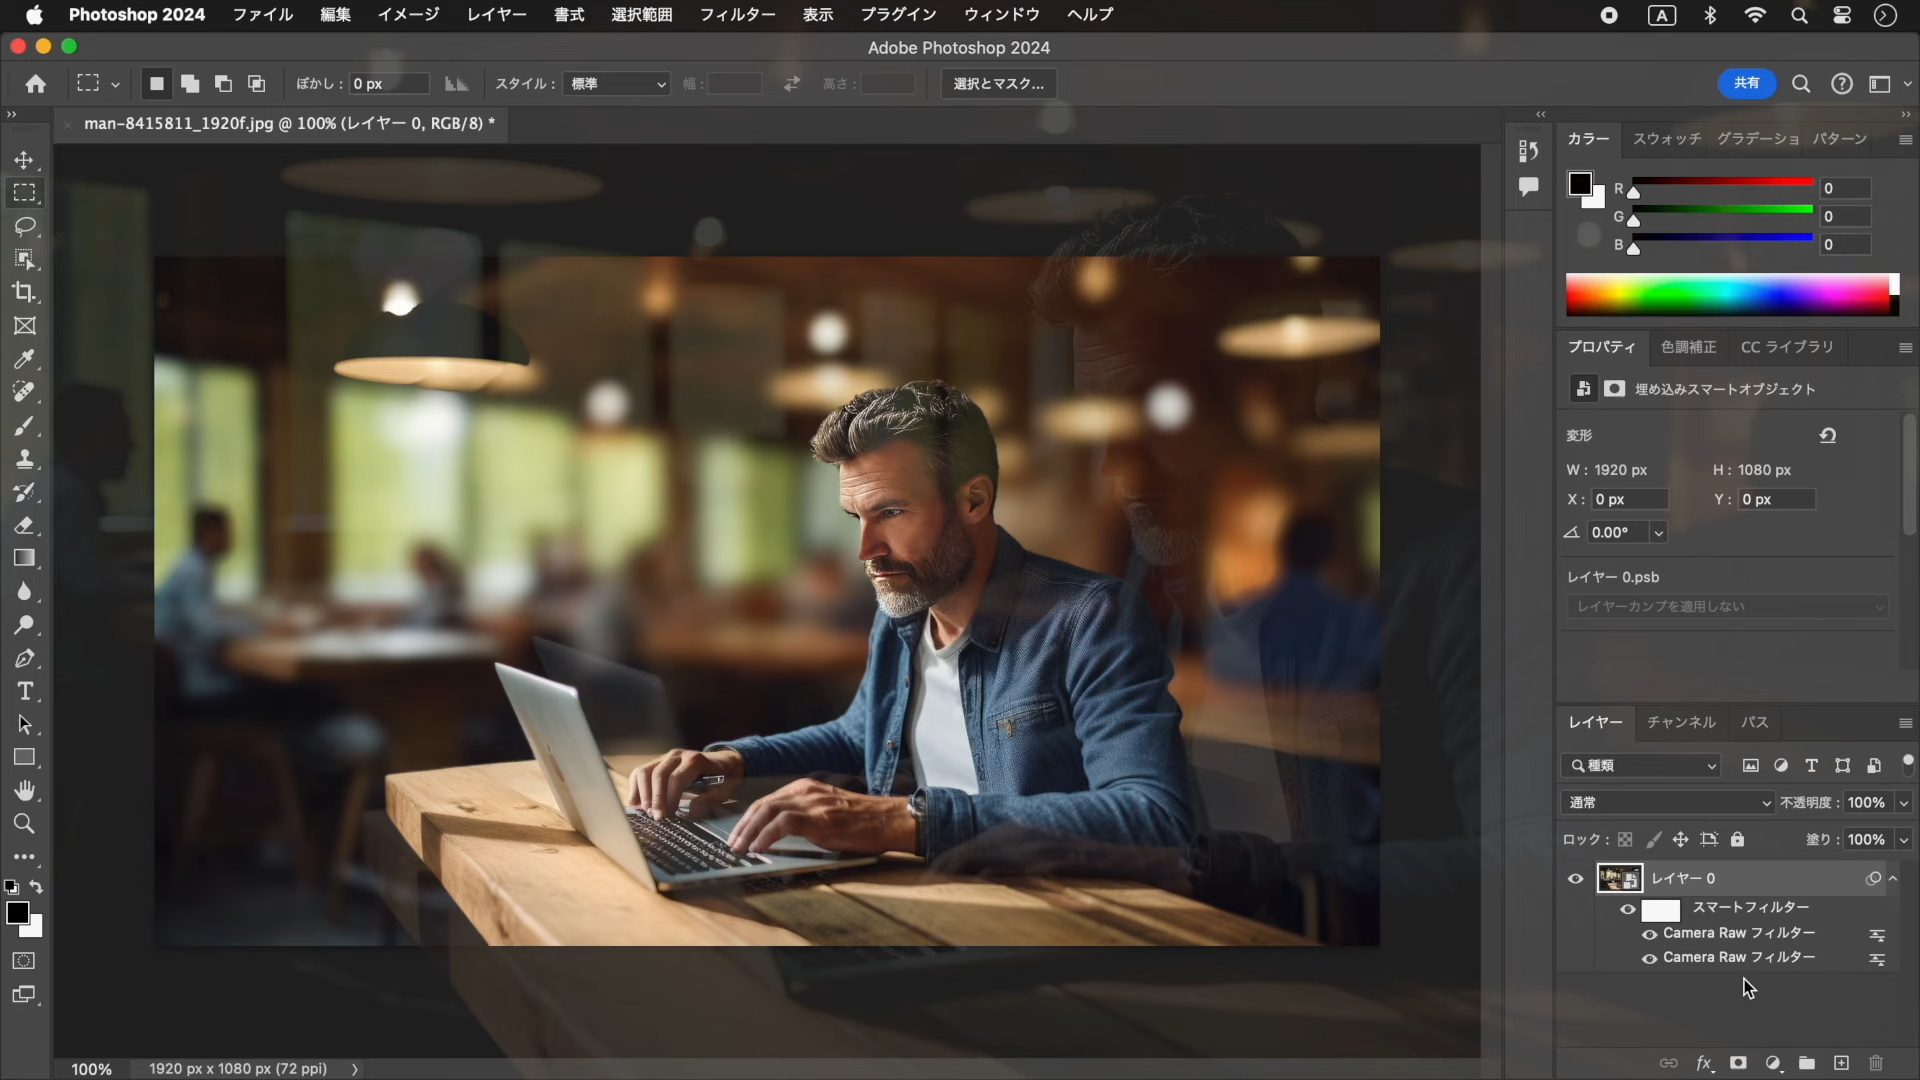 Photoshop 2024 ファイル 編集 イメージ レイヤー 書式 選択範囲 フィルター 表示 プラグイン ウィンドウ ヘルプ A
Adobe Photoshop 2024
ぼかし : 0 px スタイル : 標準 幅 : 高さ : 選択とマスク... 共有
man-8415811_1920f.jpg @ 100% (レイヤー 0, RGB/8) *
カラー スウォッチ グラデーショ パターン
R 0
G 0
B 0
プロパティ 色調補正 CC ライブラリ
埋め込みスマートオブジェクト
変形
W : 1920 px H : 1080 px
X : 0 px Y : 0 px
0.00°
レイヤー 0.psb
レイヤーカンプを適用しない
レイヤー チャンネル パス
種類
通常 不透明度 : 100%
ロック : 塗り : 100%
レイヤー 0
スマートフィルター
Camera Raw フィルター
Camera Raw フィルター
fx
100% 1920 px x 1080 px (72 ppi)